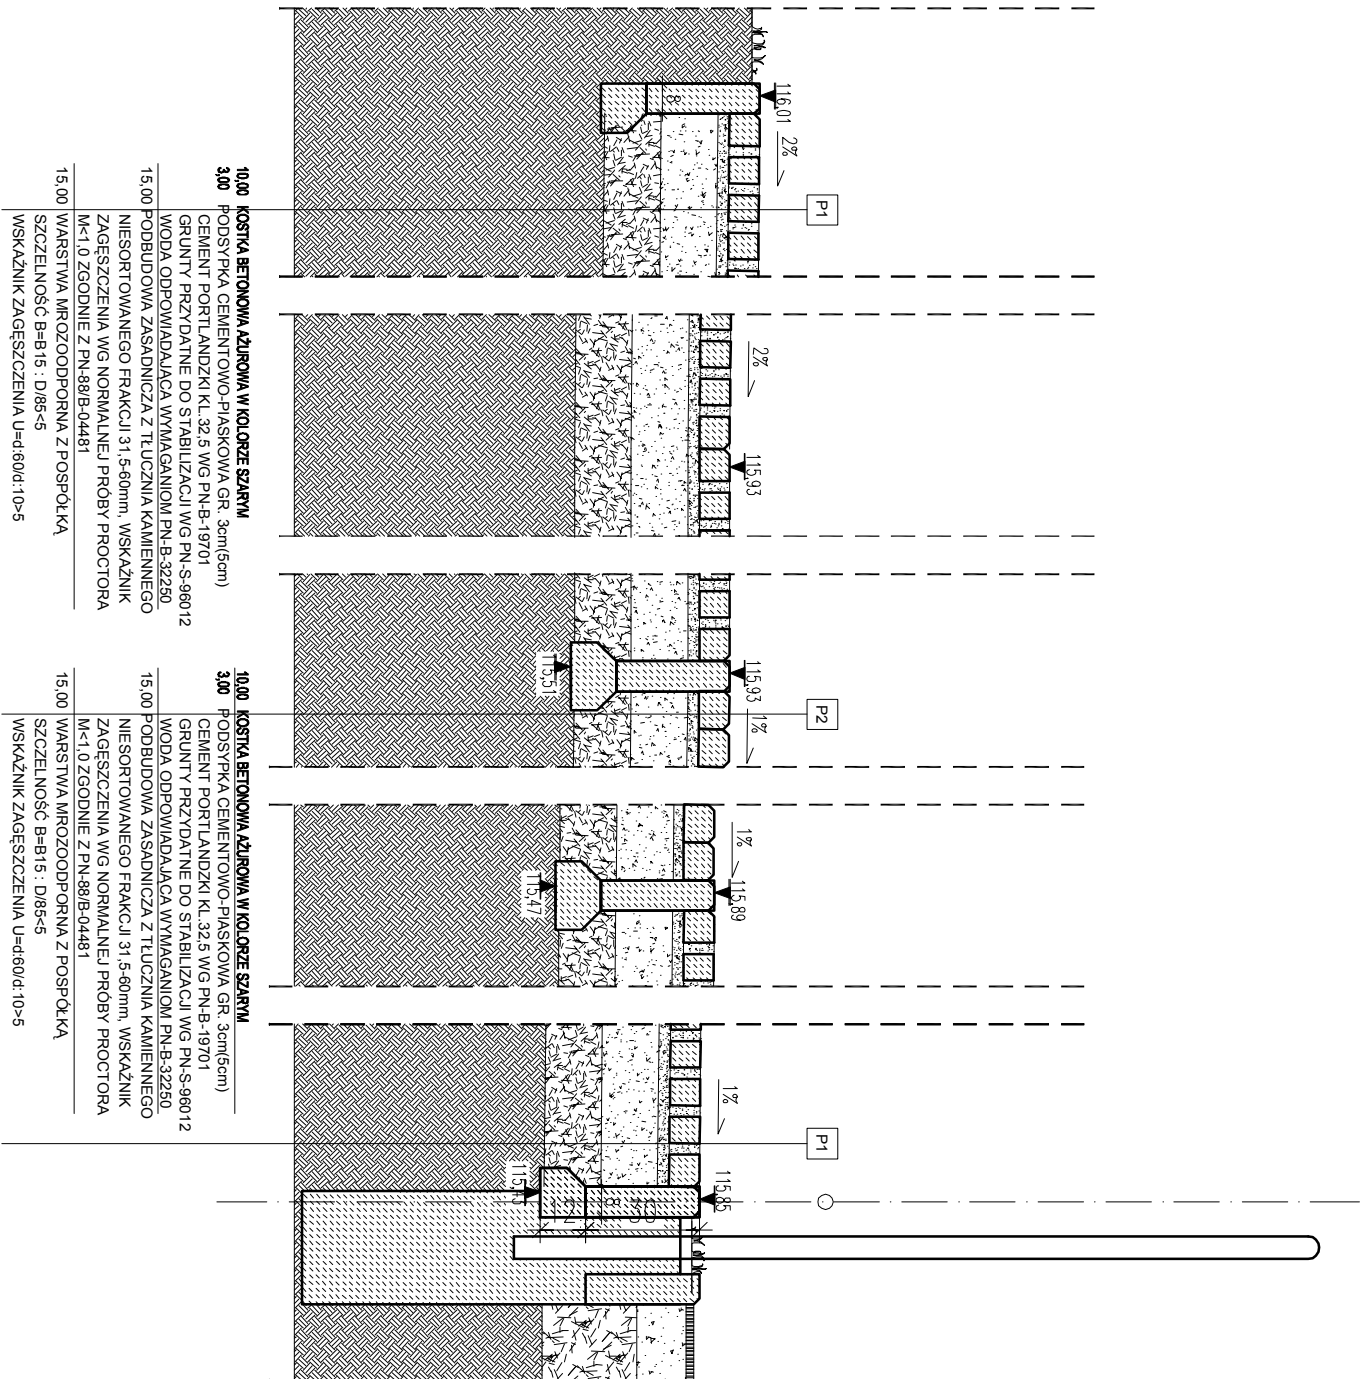 116,01
2%
P1
2%
115,93
115,93
115,51
P2
1%
1%
115,89
115,47
1%
P1
115,85
115,43
8
30
8
12
10,00 KOSTKA BETONOWA AŻUROWA W KOLORZE SZARYM
3,00 PODSYPKA CEMENTOWO-PIASKOWA GR. 3cm(5cm)
CEMENT PORTLANDZKI KL.32,5 WG PN-B-19701
GRUNTY PRZYDATNE DO STABILIZACJI WG PN-S-96012
WODA ODPOWIADAJĄCA WYMAGANIOM PN-B-32250
15,00 PODBUDOWA ZASADNICZA Z TŁUCZNIA KAMIENNEGO
NIESORTOWANEGO FRAKCJI 31,5-60mm, WSKAŹNIK
ZAGĘSZCZENIA WG NORMALNEJ PRÓBY PROCTORA
M<1,0 ZGODNIE Z PN-88/B-04481
15,00 WARSTWA MROZOODPORNA Z POSPÓŁKĄ
SZCZELNOŚĆ B=B15 : D/85<5
WSKAŹNIK ZAGĘSZCZENIA U=d:60/d:10>5
10,00 KOSTKA BETONOWA AŻUROWA W KOLORZE SZARYM
3,00 PODSYPKA CEMENTOWO-PIASKOWA GR. 3cm(5cm)
CEMENT PORTLANDZKI KL.32,5 WG PN-B-19701
GRUNTY PRZYDATNE DO STABILIZACJI WG PN-S-96012
WODA ODPOWIADAJĄCA WYMAGANIOM PN-B-32250
15,00 PODBUDOWA ZASADNICZA Z TŁUCZNIA KAMIENNEGO
NIESORTOWANEGO FRAKCJI 31,5-60mm, WSKAŹNIK
ZAGĘSZCZENIA WG NORMALNEJ PRÓBY PROCTORA
M<1,0 ZGODNIE Z PN-88/B-04481
15,00 WARSTWA MROZOODPORNA Z POSPÓŁKĄ
SZCZELNOŚĆ B=B15 : D/85<5
WSKAŹNIK ZAGĘSZCZENIA U=d:60/d:10>5